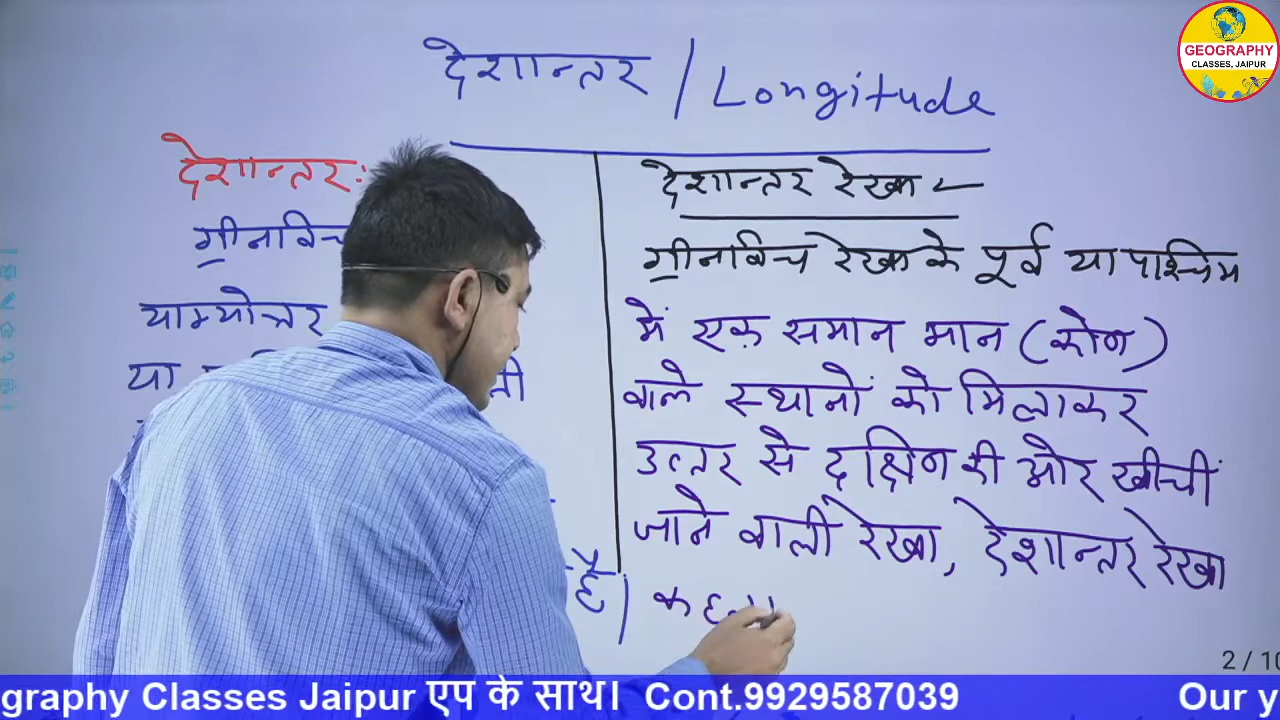 देशान्तर / Longitude
देशान्तर:
ग्रीनविच
याम्योत्तर
या
है|
देशान्तर रेखा
ग्रीनविच रेखा के पूर्व या पश्चिम
में एक समान मान (कोण)
वाले स्थानों को मिलाकर
उत्तर से दक्षिण की ओर खींचीं
जाने वाली रेखा, देशान्तर रेखा
GEOGRAPHY
CLASSES, JAIPUR
2 / 10
graphy Classes Jaipur एप के साथ। Cont.9929587039 Our y